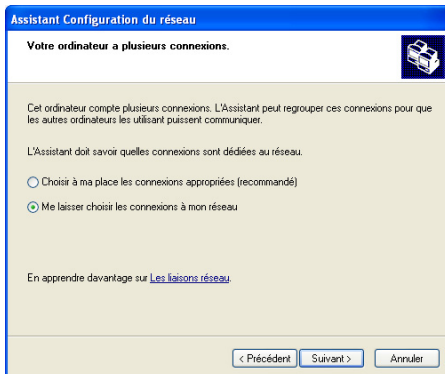 Assistant Configuration du réseau
Votre ordinateur a plusieurs connexions.
Cet ordinateur compte plusieurs connexions. L'Assistant peut regrouper ces connexions pour que
les autres ordinateurs les utilisant puissent communiquer.
L'Assistant doit savoir quelles connexions sont dédiées au réseau.
Choisir à ma place les connexions appropriées (recommandé)
Me laisser choisir les connexions à mon réseau
En apprendre davantage sur Les liaisons réseau.
< Précédent Suivant > Annuler